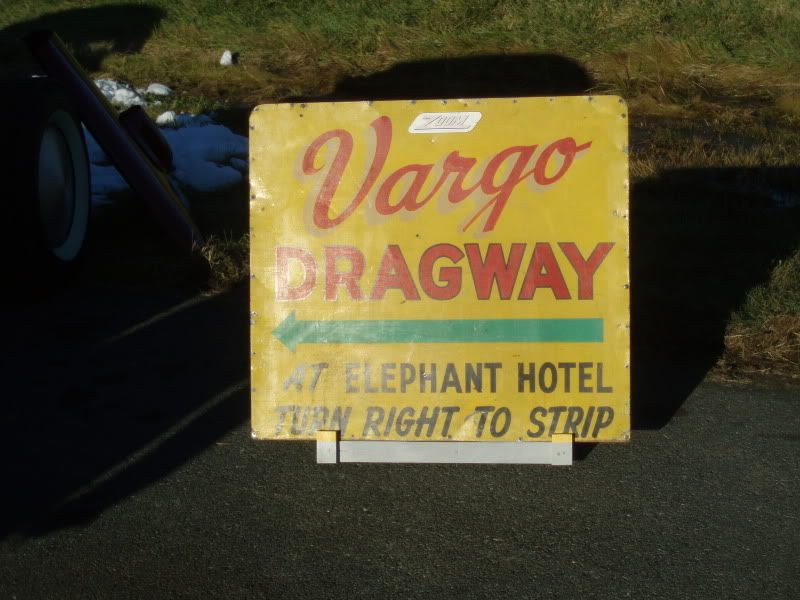 Vargo
DRAGWAY
AT ELEPHANT HOTEL
TURN RIGHT TO STRIP